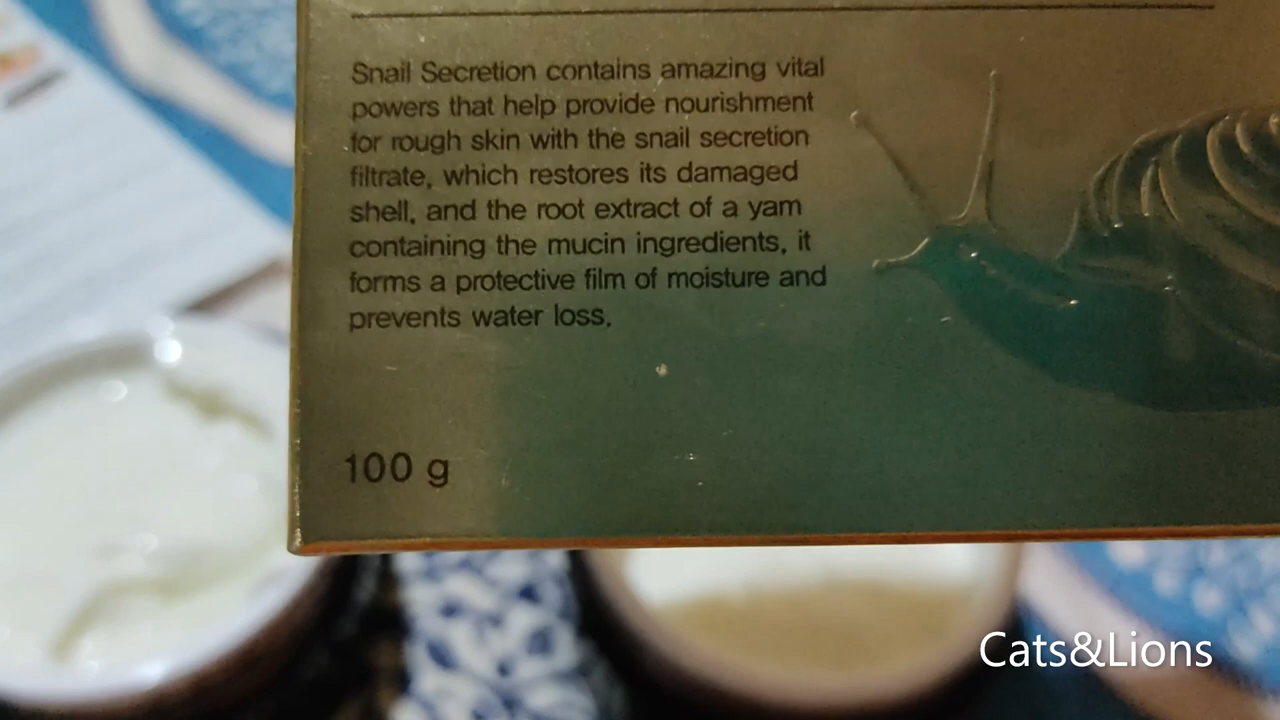 Snail Secretion contains amazing vital
powers that help provide nourishment
for rough skin with the snail secretion
filtrate, which restores its damaged
shell, and the root extract of a yam
containing the mucin ingredients, it
forms a protective film of moisture and
prevents water loss.
100 g
Cats&Lions